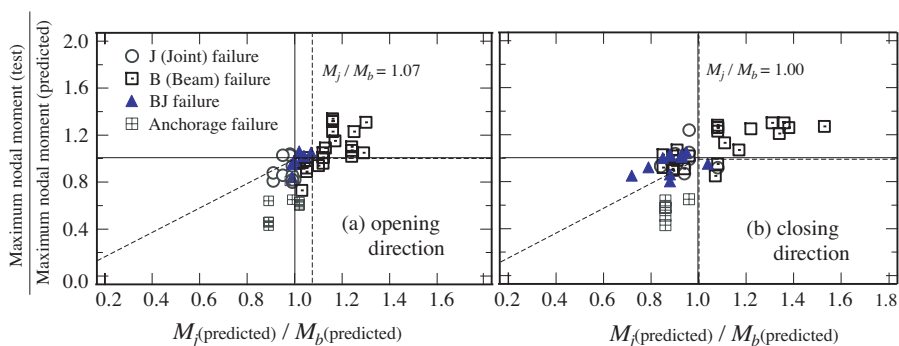 Maximum nodal moment (test)
Maximum nodal moment (predicted)
2.0
1.6
1.2
0.8
0.4
0.0
J (Joint) failure
B (Beam) failure
BJ failure
Anchorage failure
Mj / Mb = 1.07
(a) opening
direction
0.2 0.4 0.6 0.8 1.0 1.2 1.4 1.6
Mj(predicted) / Mb(predicted)
Mj / Mb = 1.00
(b) closing
direction
0.2 0.4 0.6 0.8 1.0 1.2 1.4 1.6 1.8
Mj(predicted) / Mb(predicted)